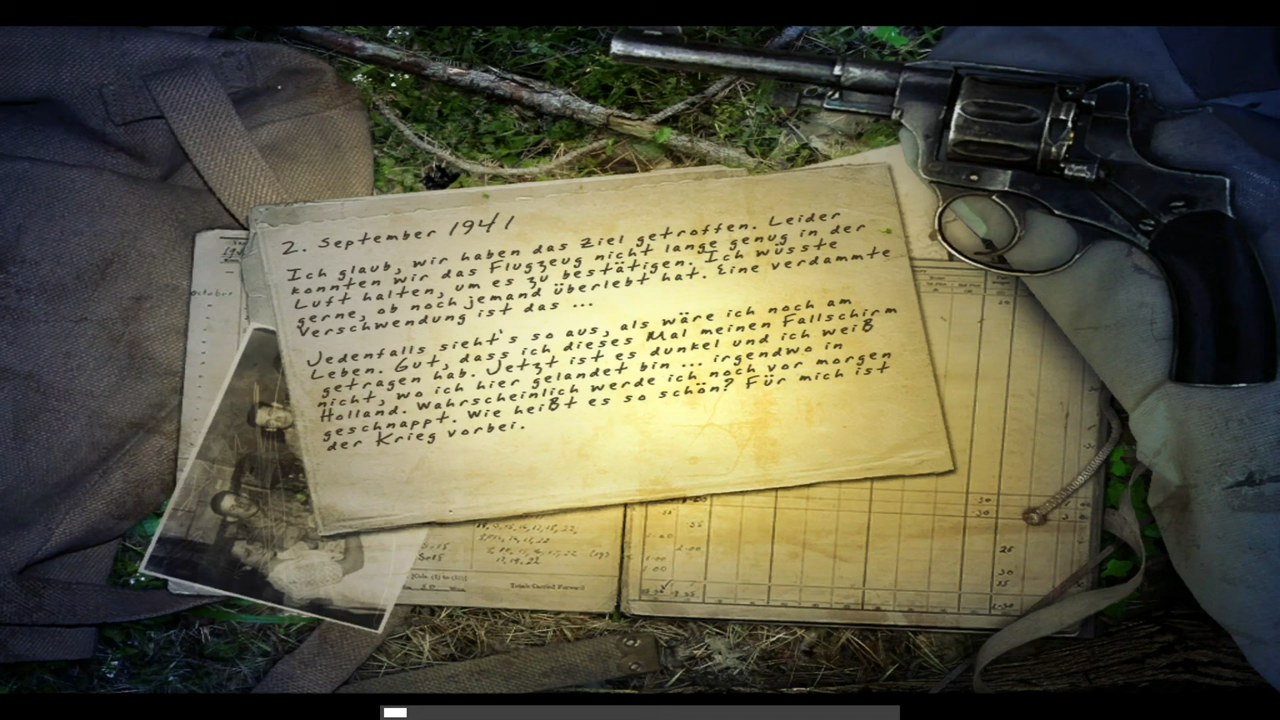 2. September 1941
Ich glaub, wir haben das Ziel getroffen. Leider
konnten wir das Flugzeug nicht lange genug in der
Luft halten, um es zu bestätigen. Ich wüsste
gerne, ob noch jemand überlebt hat. Eine verdammte
Verschwendung ist das ...
Jedenfalls sieht's so aus, als wäre ich noch am
Leben. Gut, dass ich dieses Mal meinen Fallschirm
getragen hab. Jetzt ist es dunkel und ich weiß
nicht, wo ich hier gelandet bin ... irgendwo in
Holland. Wahrscheinlich werde ich noch vor morgen
geschnappt. Wie heißt es so schön? Für mich ist
der Krieg vorbei.
October
Totals Carried Forward